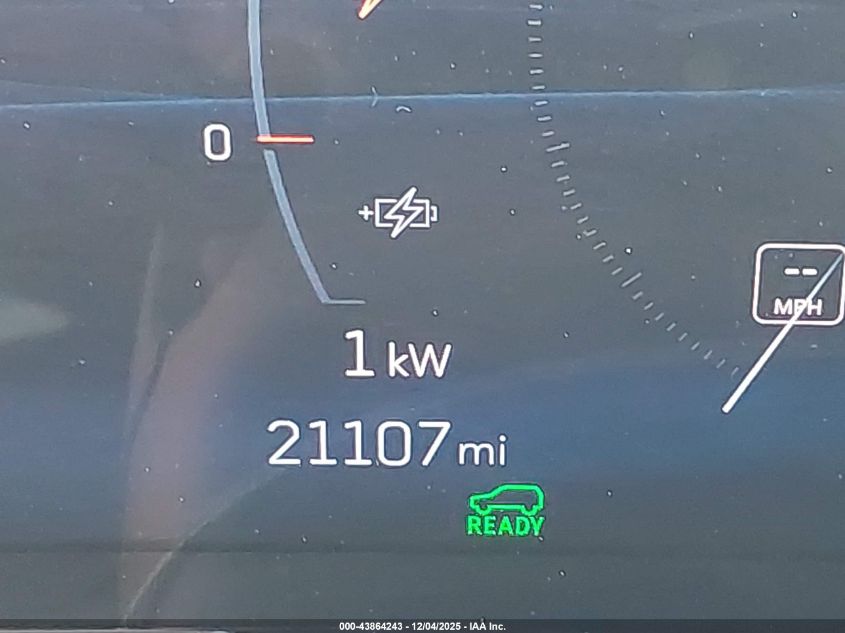 0
--
MPH
1 kW
21107 mi
READY
000-43864243 - 12/04/2025 - IAA Inc.